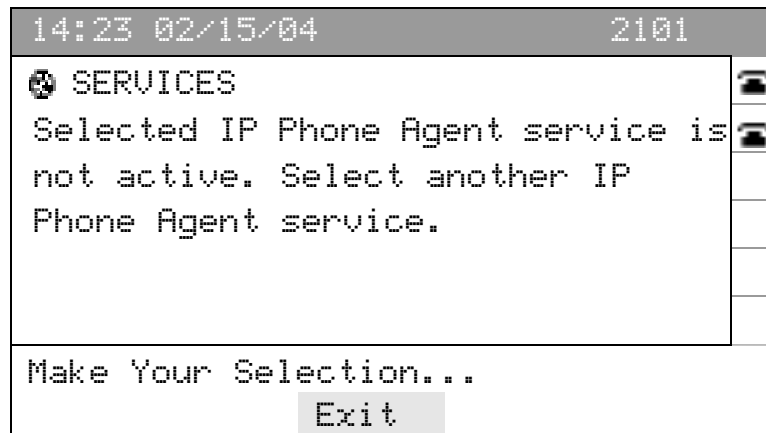 14:23 02/15/04 2101
SERVICES
Selected IP Phone Agent service is
not active. Select another IP
Phone Agent service.
Make Your Selection...
Exit